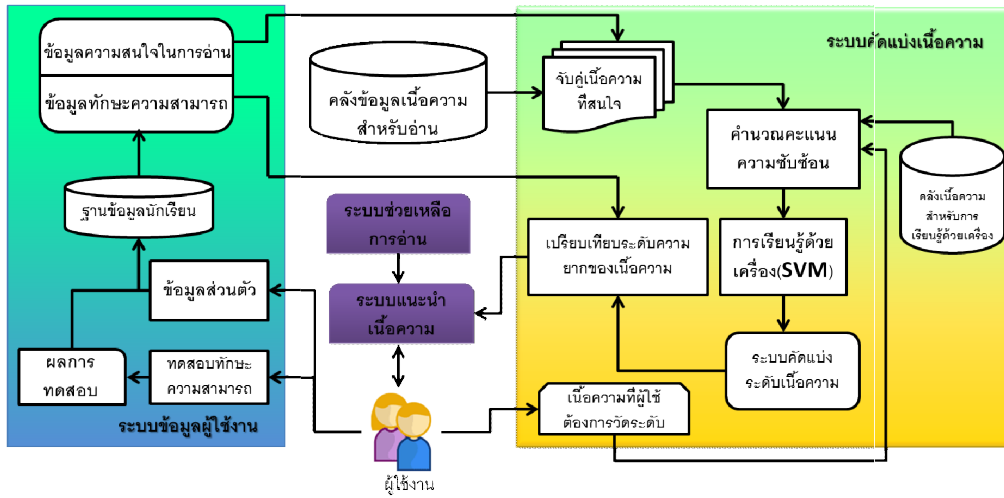 ข้อมูลความสนใจในการอ่าน
ข้อมูลทักษะความสามารถ
ฐานข้อมูลนักเรียน
ข้อมูลส่วนตัว
ผลการ
ทดสอบ
ทดสอบทักษะ
ความสามารถ
ระบบข้อมูลผู้ใช้งาน
คลังข้อมูลเนื้อความ
สำหรับอ่าน
ระบบช่วยเหลือ
การอ่าน
ระบบแนะนำ
เนื้อความ
ผู้ใช้งาน
ระบบคัดแบ่งเนื้อความ
จับคู่เนื้อความ
ที่สนใจ
คำนวณคะแนน
ความซับซ้อน
คลังเนื้อความ
สำหรับการ
เรียนรู้ด้วยเครื่อง
เปรียบเทียบระดับความ
ยากของเนื้อความ
การเรียนรู้ด้วย
เครื่อง(SVM)
ระบบคัดแบ่ง
ระดับเนื้อความ
เนื้อความที่ผู้ใช้
ต้องการวัดระดับ